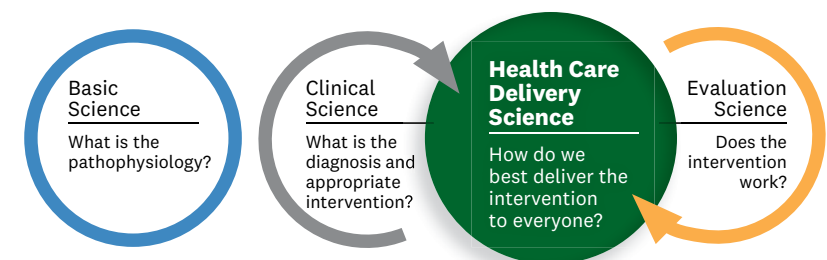 Basic
Science
What is the
pathophysiology?
Clinical
Science
What is the
diagnosis and
appropriate
intervention?
Health Care
Delivery
Science
How do we
best deliver the
intervention
to everyone?
Evaluation
Science
Does the
intervention
work?